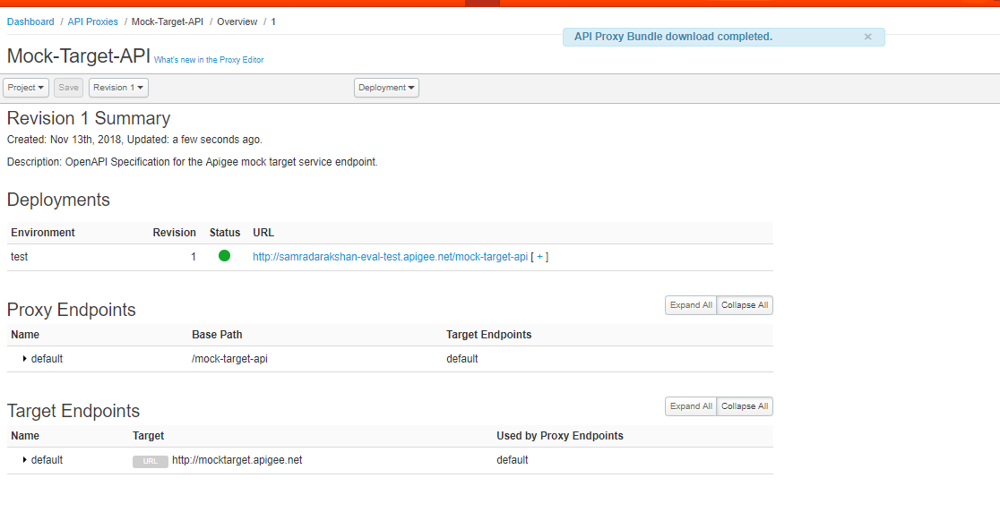 Dashboard / API Proxies / Mock-Target-API / Overview / 1
API Proxy Bundle download completed. ×
Mock-Target-API What's new in the Proxy Editor
Project Save Revision 1 Deployment
Revision 1 Summary
Created: Nov 13th, 2018, Updated: a few seconds ago.
Description: OpenAPI Specification for the Apigee mock target service endpoint.
Deployments
Environment Revision Status URL
test 1 http://samradarakshan-eval-test.apigee.net/mock-target-api [ + ]
Proxy Endpoints Expand All Collapse All
Name Base Path Target Endpoints
default /mock-target-api default
Target Endpoints Expand All Collapse All
Name Target Used by Proxy Endpoints
default URL http://mocktarget.apigee.net default